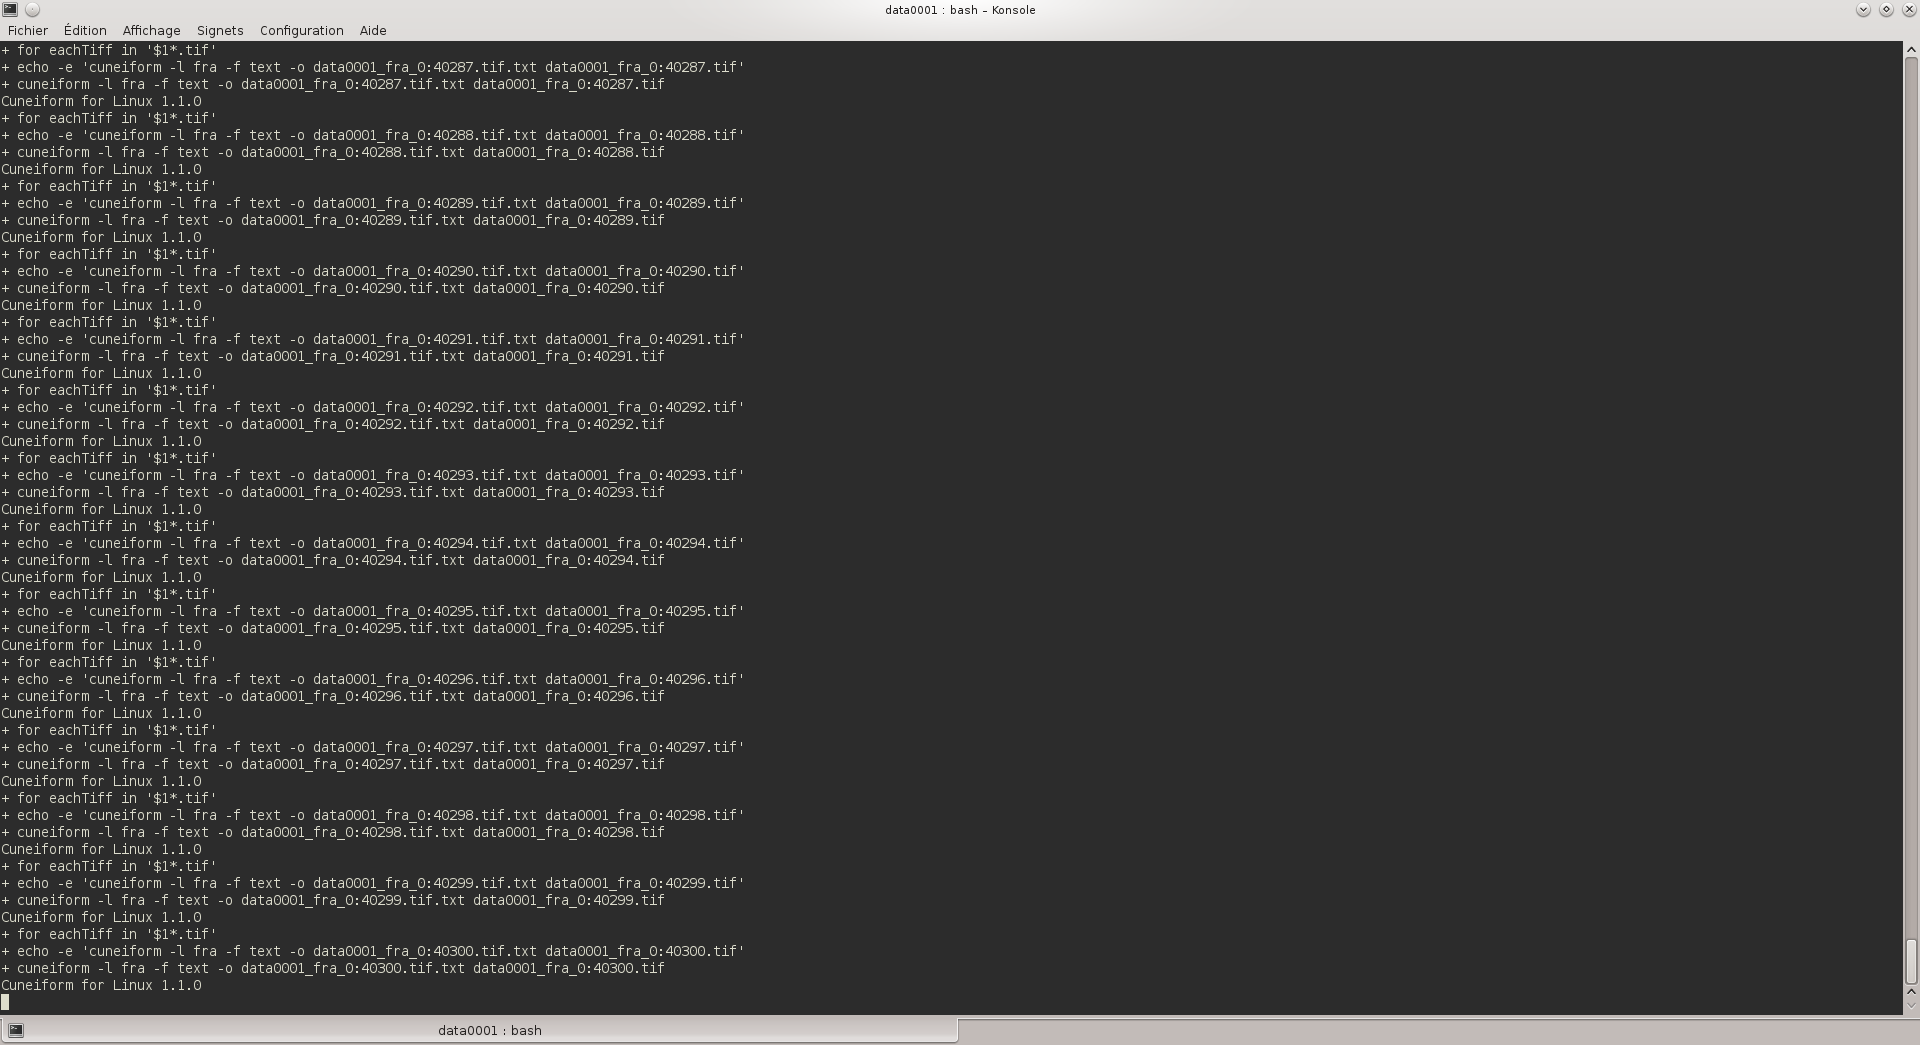 data0001 : bash – Konsole
Fichier Édition Affichage Signets Configuration Aide
+ for eachTiff in '$1*.tif'
+ echo -e 'cuneiform -l fra -f text -o data0001_fra_0:40287.tif.txt data0001_fra_0:40287.tif'
+ cuneiform -l fra -f text -o data0001_fra_0:40287.tif.txt data0001_fra_0:40287.tif
Cuneiform for Linux 1.1.0
+ for eachTiff in '$1*.tif'
+ echo -e 'cuneiform -l fra -f text -o data0001_fra_0:40288.tif.txt data0001_fra_0:40288.tif'
+ cuneiform -l fra -f text -o data0001_fra_0:40288.tif.txt data0001_fra_0:40288.tif
Cuneiform for Linux 1.1.0
+ for eachTiff in '$1*.tif'
+ echo -e 'cuneiform -l fra -f text -o data0001_fra_0:40289.tif.txt data0001_fra_0:40289.tif'
+ cuneiform -l fra -f text -o data0001_fra_0:40289.tif.txt data0001_fra_0:40289.tif
Cuneiform for Linux 1.1.0
+ for eachTiff in '$1*.tif'
+ echo -e 'cuneiform -l fra -f text -o data0001_fra_0:40290.tif.txt data0001_fra_0:40290.tif'
+ cuneiform -l fra -f text -o data0001_fra_0:40290.tif.txt data0001_fra_0:40290.tif
Cuneiform for Linux 1.1.0
+ for eachTiff in '$1*.tif'
+ echo -e 'cuneiform -l fra -f text -o data0001_fra_0:40291.tif.txt data0001_fra_0:40291.tif'
+ cuneiform -l fra -f text -o data0001_fra_0:40291.tif.txt data0001_fra_0:40291.tif
Cuneiform for Linux 1.1.0
+ for eachTiff in '$1*.tif'
+ echo -e 'cuneiform -l fra -f text -o data0001_fra_0:40292.tif.txt data0001_fra_0:40292.tif'
+ cuneiform -l fra -f text -o data0001_fra_0:40292.tif.txt data0001_fra_0:40292.tif
Cuneiform for Linux 1.1.0
+ for eachTiff in '$1*.tif'
+ echo -e 'cuneiform -l fra -f text -o data0001_fra_0:40293.tif.txt data0001_fra_0:40293.tif'
+ cuneiform -l fra -f text -o data0001_fra_0:40293.tif.txt data0001_fra_0:40293.tif
Cuneiform for Linux 1.1.0
+ for eachTiff in '$1*.tif'
+ echo -e 'cuneiform -l fra -f text -o data0001_fra_0:40294.tif.txt data0001_fra_0:40294.tif'
+ cuneiform -l fra -f text -o data0001_fra_0:40294.tif.txt data0001_fra_0:40294.tif
Cuneiform for Linux 1.1.0
+ for eachTiff in '$1*.tif'
+ echo -e 'cuneiform -l fra -f text -o data0001_fra_0:40295.tif.txt data0001_fra_0:40295.tif'
+ cuneiform -l fra -f text -o data0001_fra_0:40295.tif.txt data0001_fra_0:40295.tif
Cuneiform for Linux 1.1.0
+ for eachTiff in '$1*.tif'
+ echo -e 'cuneiform -l fra -f text -o data0001_fra_0:40296.tif.txt data0001_fra_0:40296.tif'
+ cuneiform -l fra -f text -o data0001_fra_0:40296.tif.txt data0001_fra_0:40296.tif
Cuneiform for Linux 1.1.0
+ for eachTiff in '$1*.tif'
+ echo -e 'cuneiform -l fra -f text -o data0001_fra_0:40297.tif.txt data0001_fra_0:40297.tif'
+ cuneiform -l fra -f text -o data0001_fra_0:40297.tif.txt data0001_fra_0:40297.tif
Cuneiform for Linux 1.1.0
+ for eachTiff in '$1*.tif'
+ echo -e 'cuneiform -l fra -f text -o data0001_fra_0:40298.tif.txt data0001_fra_0:40298.tif'
+ cuneiform -l fra -f text -o data0001_fra_0:40298.tif.txt data0001_fra_0:40298.tif
Cuneiform for Linux 1.1.0
+ for eachTiff in '$1*.tif'
+ echo -e 'cuneiform -l fra -f text -o data0001_fra_0:40299.tif.txt data0001_fra_0:40299.tif'
+ cuneiform -l fra -f text -o data0001_fra_0:40299.tif.txt data0001_fra_0:40299.tif
Cuneiform for Linux 1.1.0
+ for eachTiff in '$1*.tif'
+ echo -e 'cuneiform -l fra -f text -o data0001_fra_0:40300.tif.txt data0001_fra_0:40300.tif'
+ cuneiform -l fra -f text -o data0001_fra_0:40300.tif.txt data0001_fra_0:40300.tif
Cuneiform for Linux 1.1.0
data0001 : bash